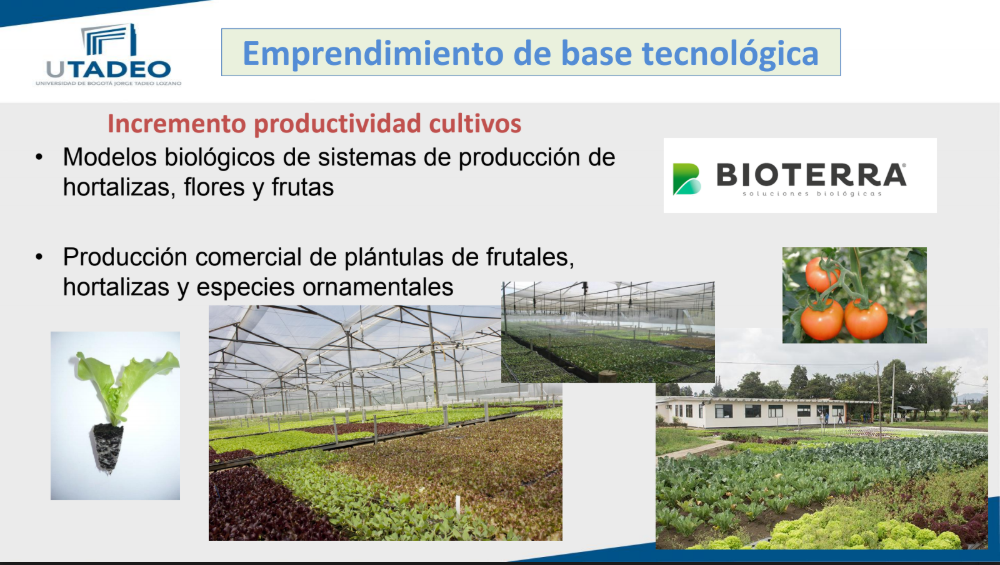 UTADEO
UNIVERSIDAD DE BOGOTÁ JORGE TADEO LOZANO
Emprendimiento de base tecnológica
Incremento productividad cultivos
• Modelos biológicos de sistemas de producción de
hortalizas, flores y frutas
BIOTERRA
soluciones biológicas
• Producción comercial de plántulas de frutales,
hortalizas y especies ornamentales